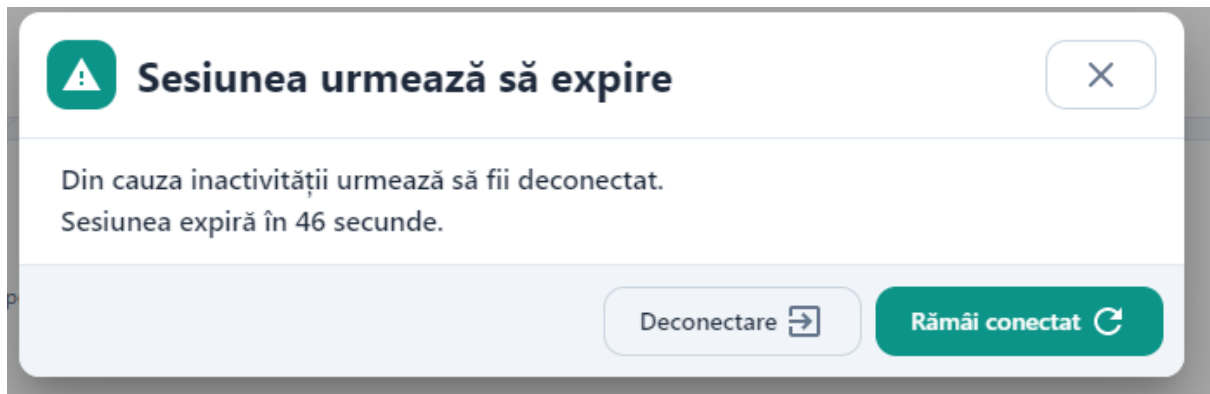 Sesiunea urmează să expire
Din cauza inactivității urmează să fii deconectat.
Sesiunea expiră în 46 secunde.
Deconectare
Rămâi conectat